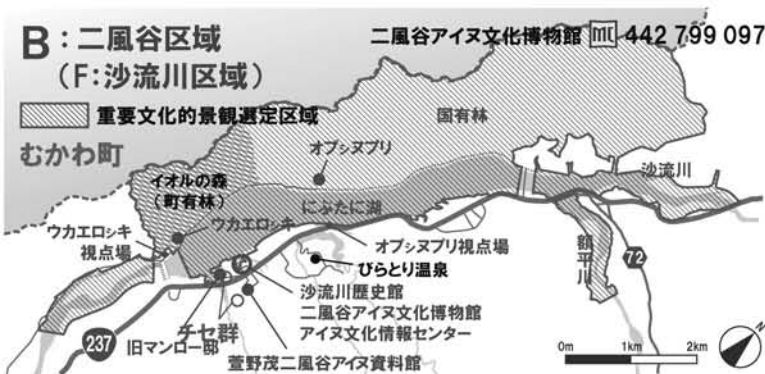 B：二風谷区域
（F：沙流川区域）
二風谷アイヌ文化博物館 MC 442 799 097
重要文化的景観選定区域
むかわ町
国有林
オプシヌプリ
沙流川
イオルの森
（町有林）
にぶたに湖
ウカエロシキ
ウカエロシキ
視点場
オプシヌプリ視点場
額平川
72
びらとり温泉
沙流川歴史館
二風谷アイヌ文化博物館
アイヌ文化情報センター
チセ群
237
旧マンロー邸
萱野茂二風谷アイヌ資料館
0m 1km 2km
N